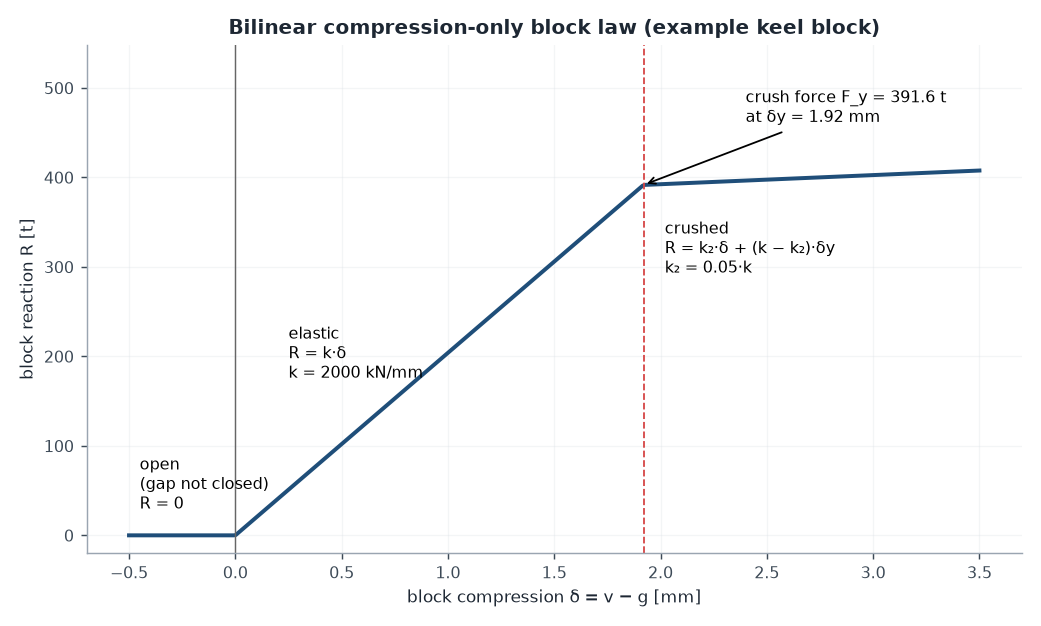 Bilinear compression-only block law (example keel block)
block reaction R [t]
500
400
300
200
100
0
crush force F_y = 391.6 t
at δy = 1.92 mm
crushed
R = k₂·δ + (k − k₂)·δy
k₂ = 0.05·k
elastic
R = k·δ
k = 2000 kN/mm
open
(gap not closed)
R = 0
−0.5 0.0 0.5 1.0 1.5 2.0 2.5 3.0 3.5
block compression δ = v − g [mm]